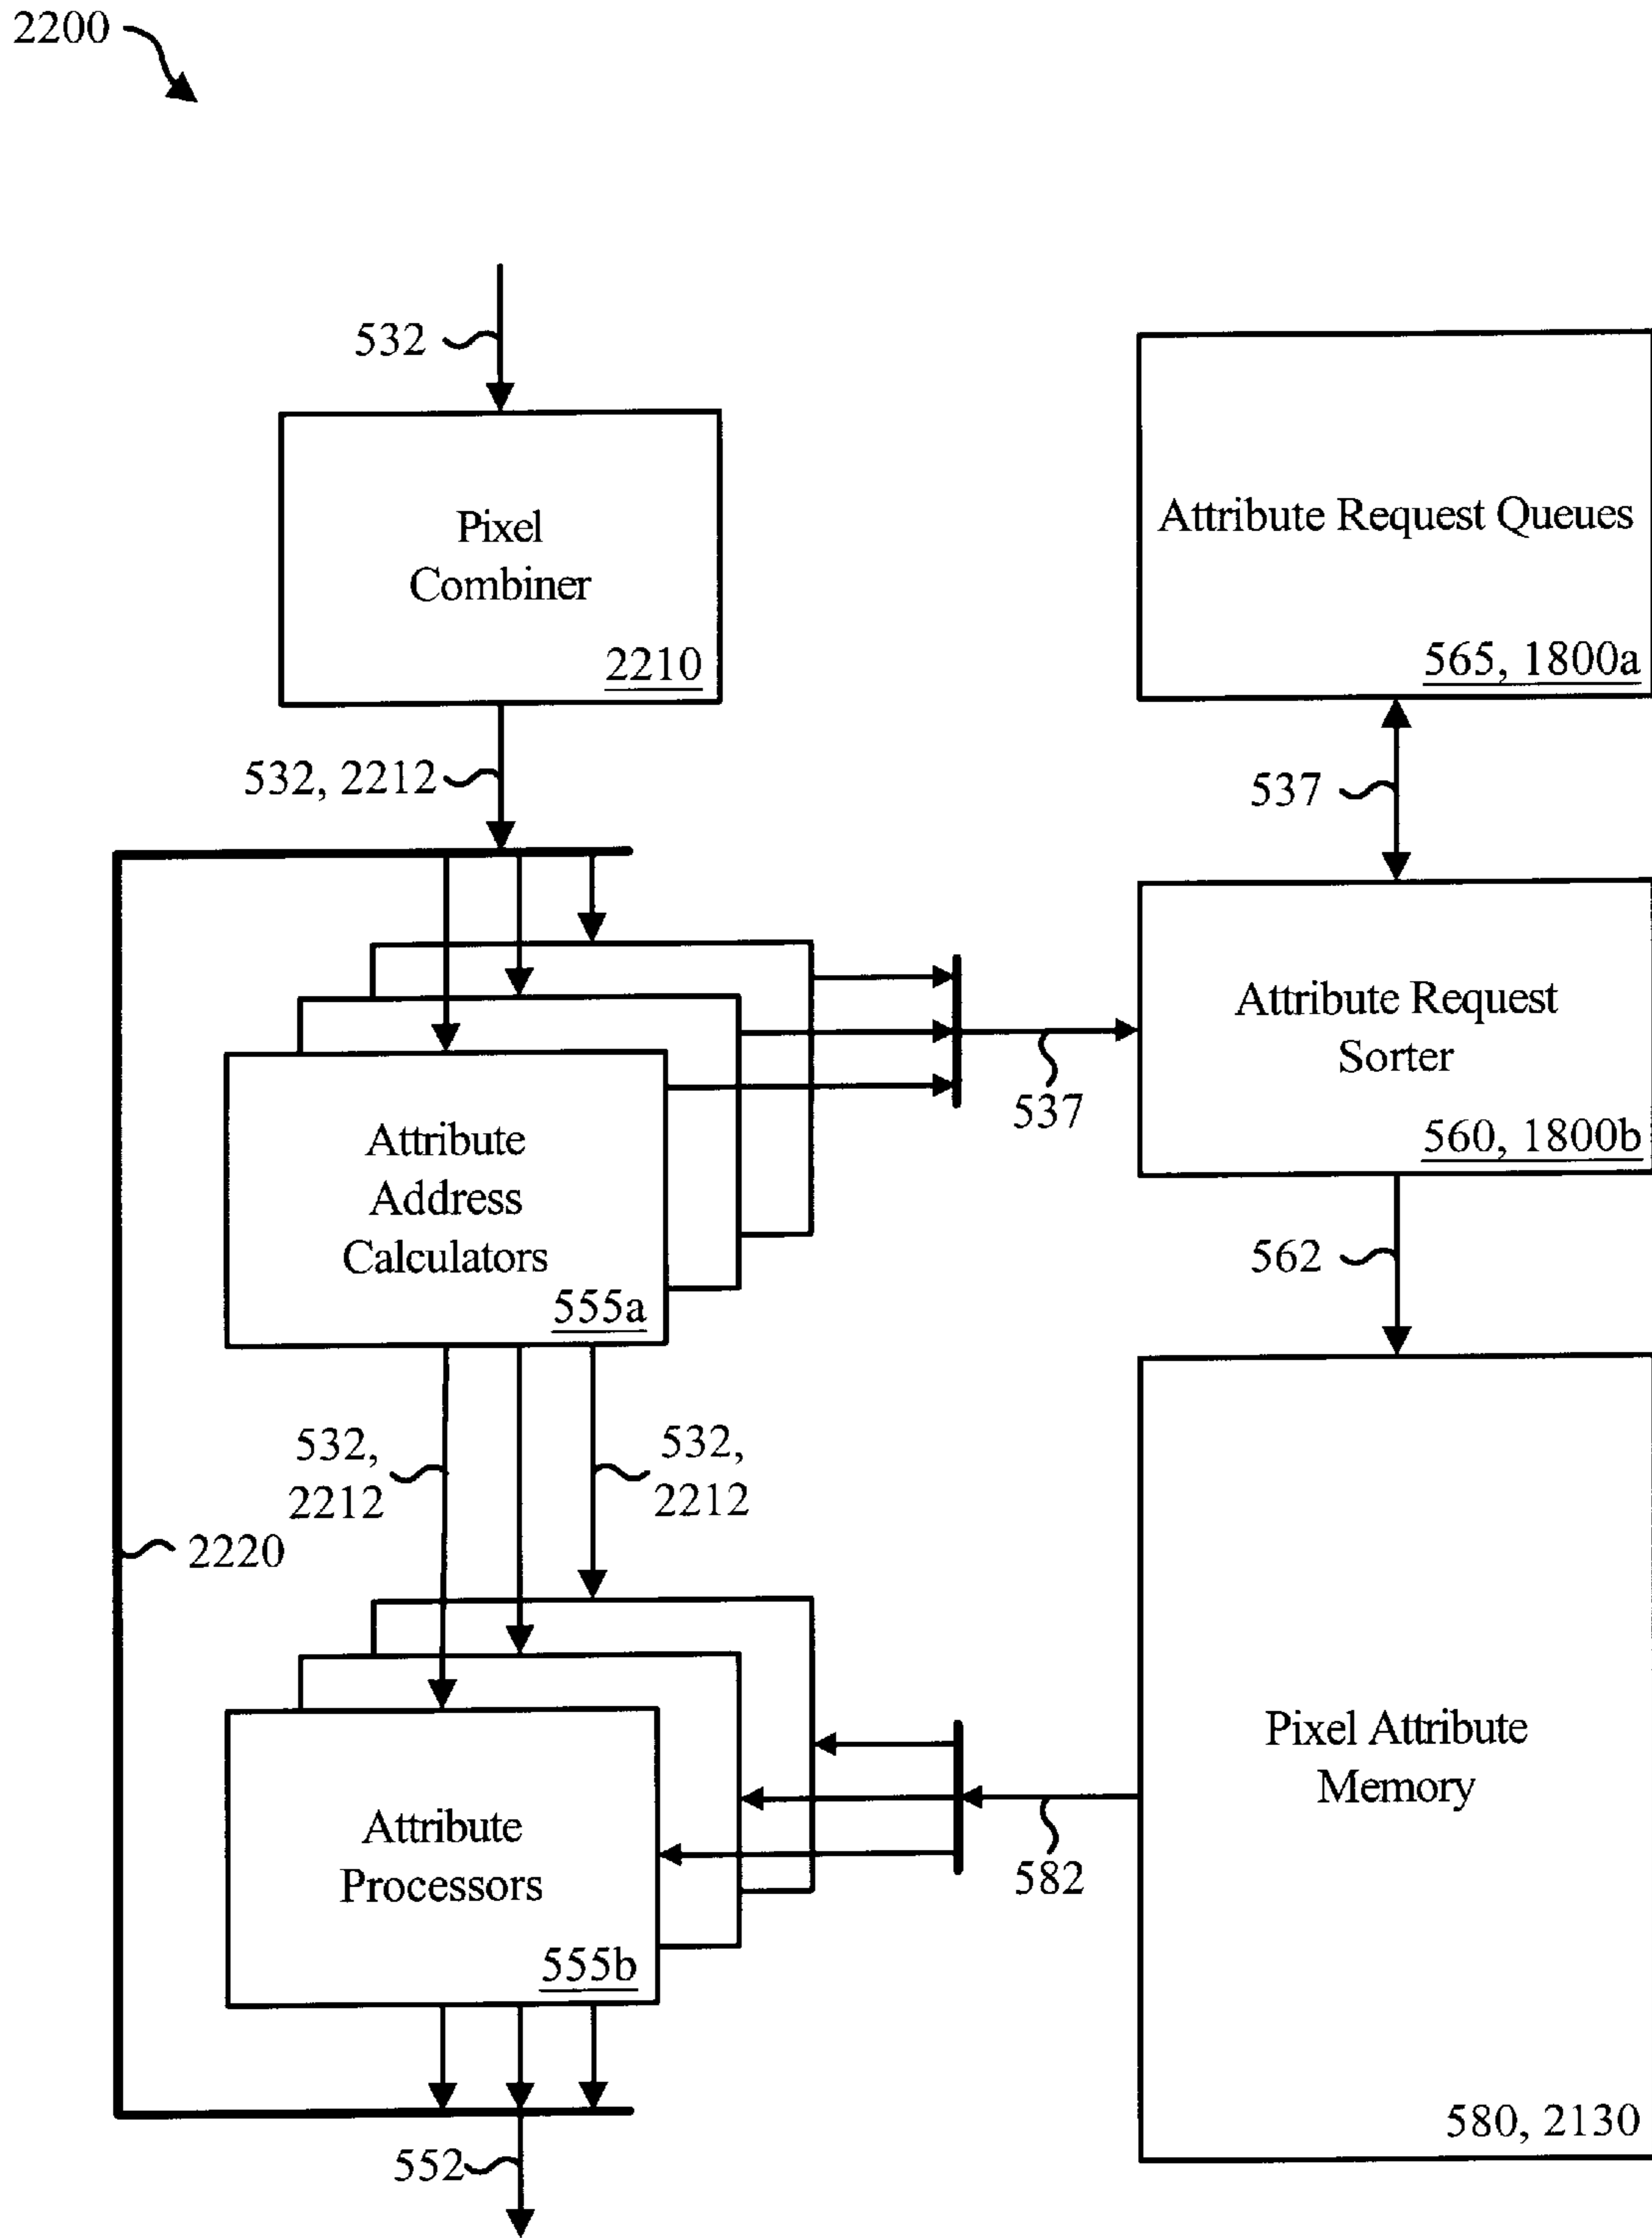 2200
532
Pixel
Combiner
2210
532, 2212
Attribute Request Queues
565, 1800a
537
Attribute Request
Sorter
560, 1800b
537
Attribute
Address
Calculators
555a
562
532,
2212
532,
2212
2220
Attribute
Processors
555b
582
Pixel Attribute
Memory
580, 2130
552